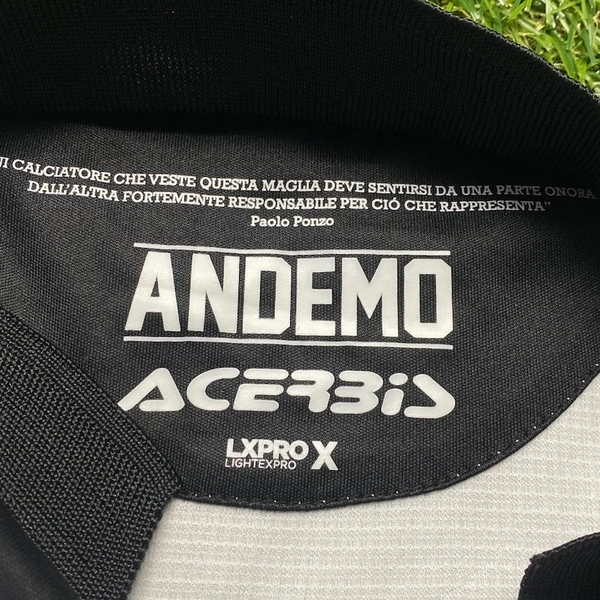 CALCIATORE CHE VESTE QUESTA MAGLIA DEVE SENTIRSI DA UNA PARTE
DALL'ALTRA FORTEMENTE RESPONSABILE PER CIÓ CHE RAPPRESENTA"
Paolo Ponzo
ANDEMO
ACERBIS
LXPRO X
LIGHTEXPRO